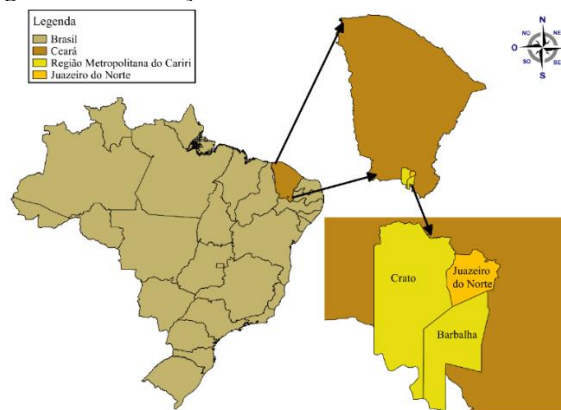 Legenda
Brasil
Ceará
Região Metropolitana do Cariri
Juazeiro do Norte
N
NO
NE
O
SO
SE
S
Crato
Juazeiro
do Norte
Barbalha